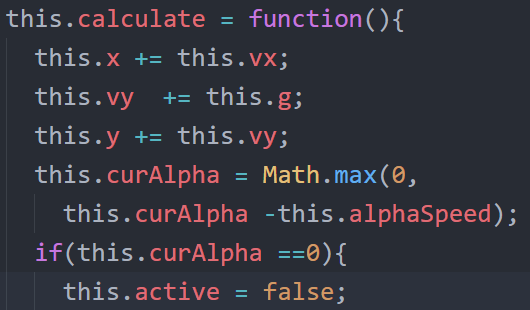 this.calculate = function(){
this.x += this.vx;
this.vy  += this.g;
this.y += this.vy;
this.curAlpha = Math.max(0,
this.curAlpha -this.alphaSpeed);
if(this.curAlpha ==0){
this.active = false;